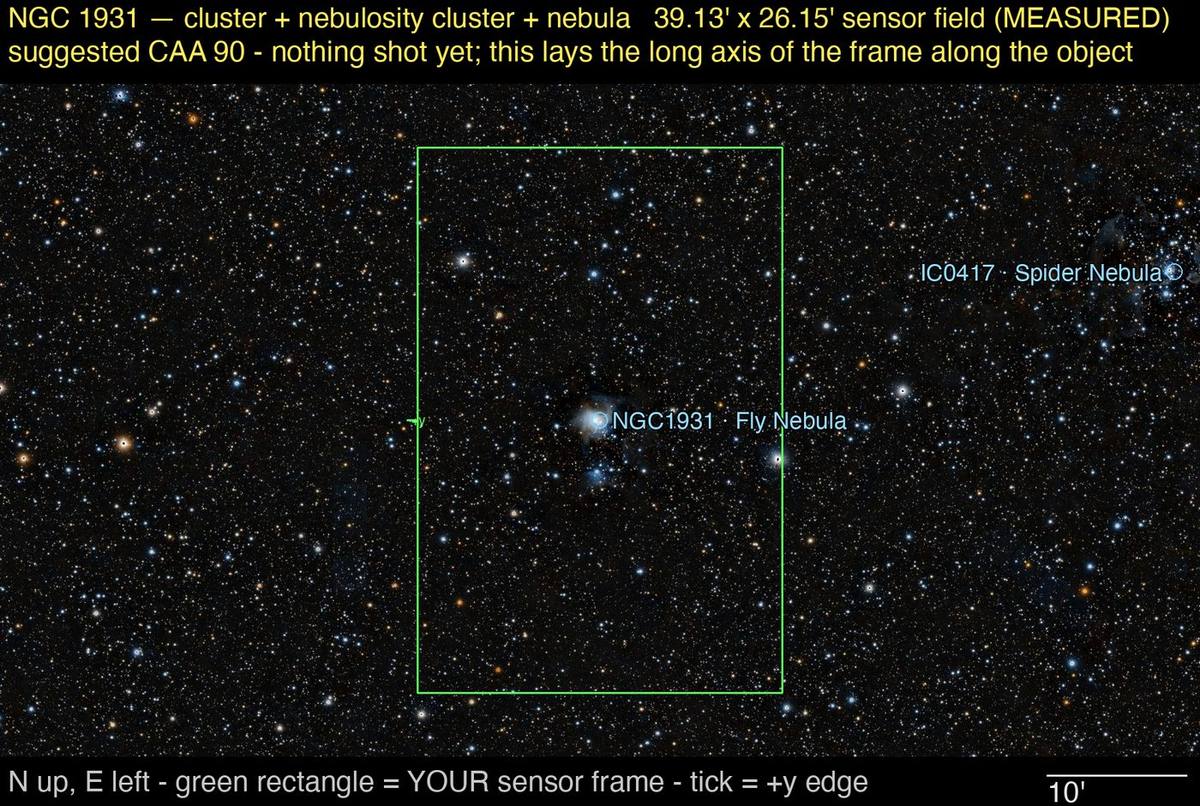 NGC 1931 — cluster + nebulosity cluster + nebula 39.13' x 26.15' sensor field (MEASURED)
suggested CAA 90 - nothing shot yet; this lays the long axis of the frame along the object
IC0417 · Spider Nebula
NGC1931 · Fly Nebula
y
N up, E left - green rectangle = YOUR sensor frame - tick = +y edge
10'